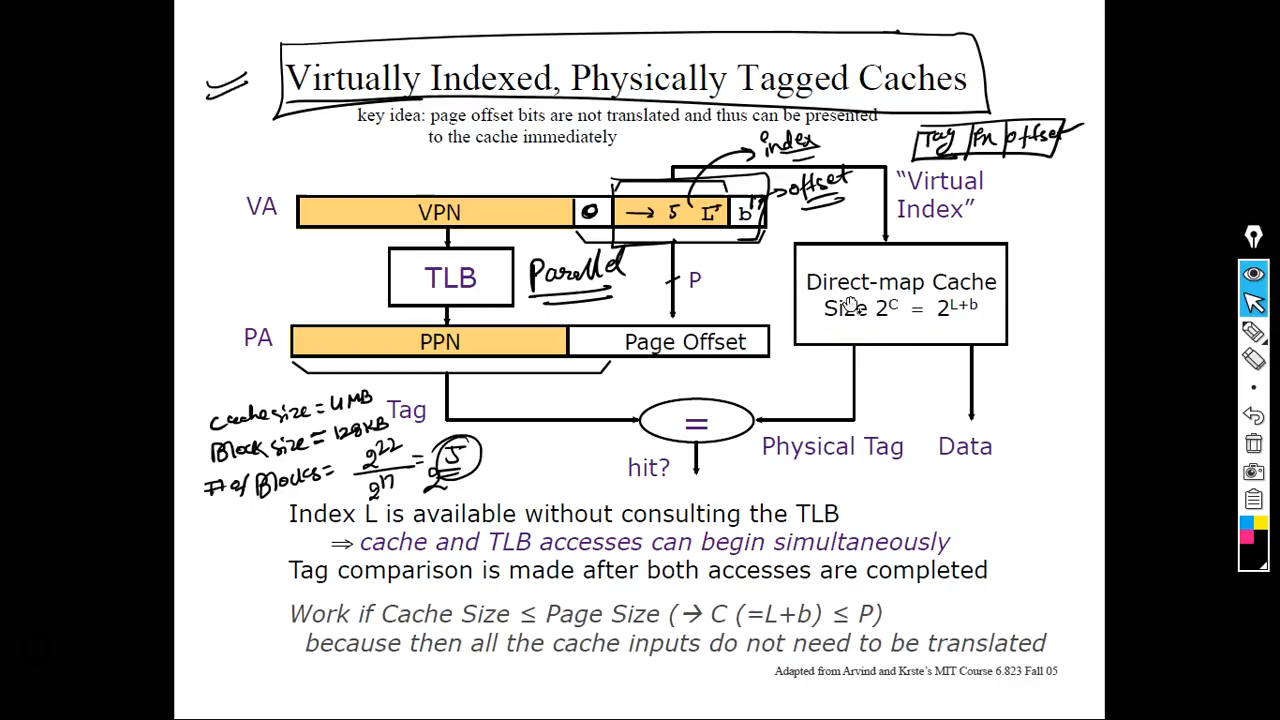 Virtually Indexed, Physically Tagged Caches
key idea: page offset bits are not translated and thus can be presented
to the cache immediately
Tag | | offset
index
offset
VA VPN 0 → 5 L b
"Virtual
Index"
TLB
Parallel
P
Direct-map Cache
Size 2^C = 2^L+b
PA PPN Page Offset
Cache size = 4MB
Tag
=
Block size = 128KB
Physical Tag
Data
# of Blocks = 2^22 / 2^17 = 2^5
hit?
Index L is available without consulting the TLB
⇒ cache and TLB accesses can begin simultaneously
Tag comparison is made after both accesses are completed
Work if Cache Size ≤ Page Size (→ C (=L+b) ≤ P)
because then all the cache inputs do not need to be translated
Adapted from Arvind and Krste's MIT Course 6.823 Fall 05